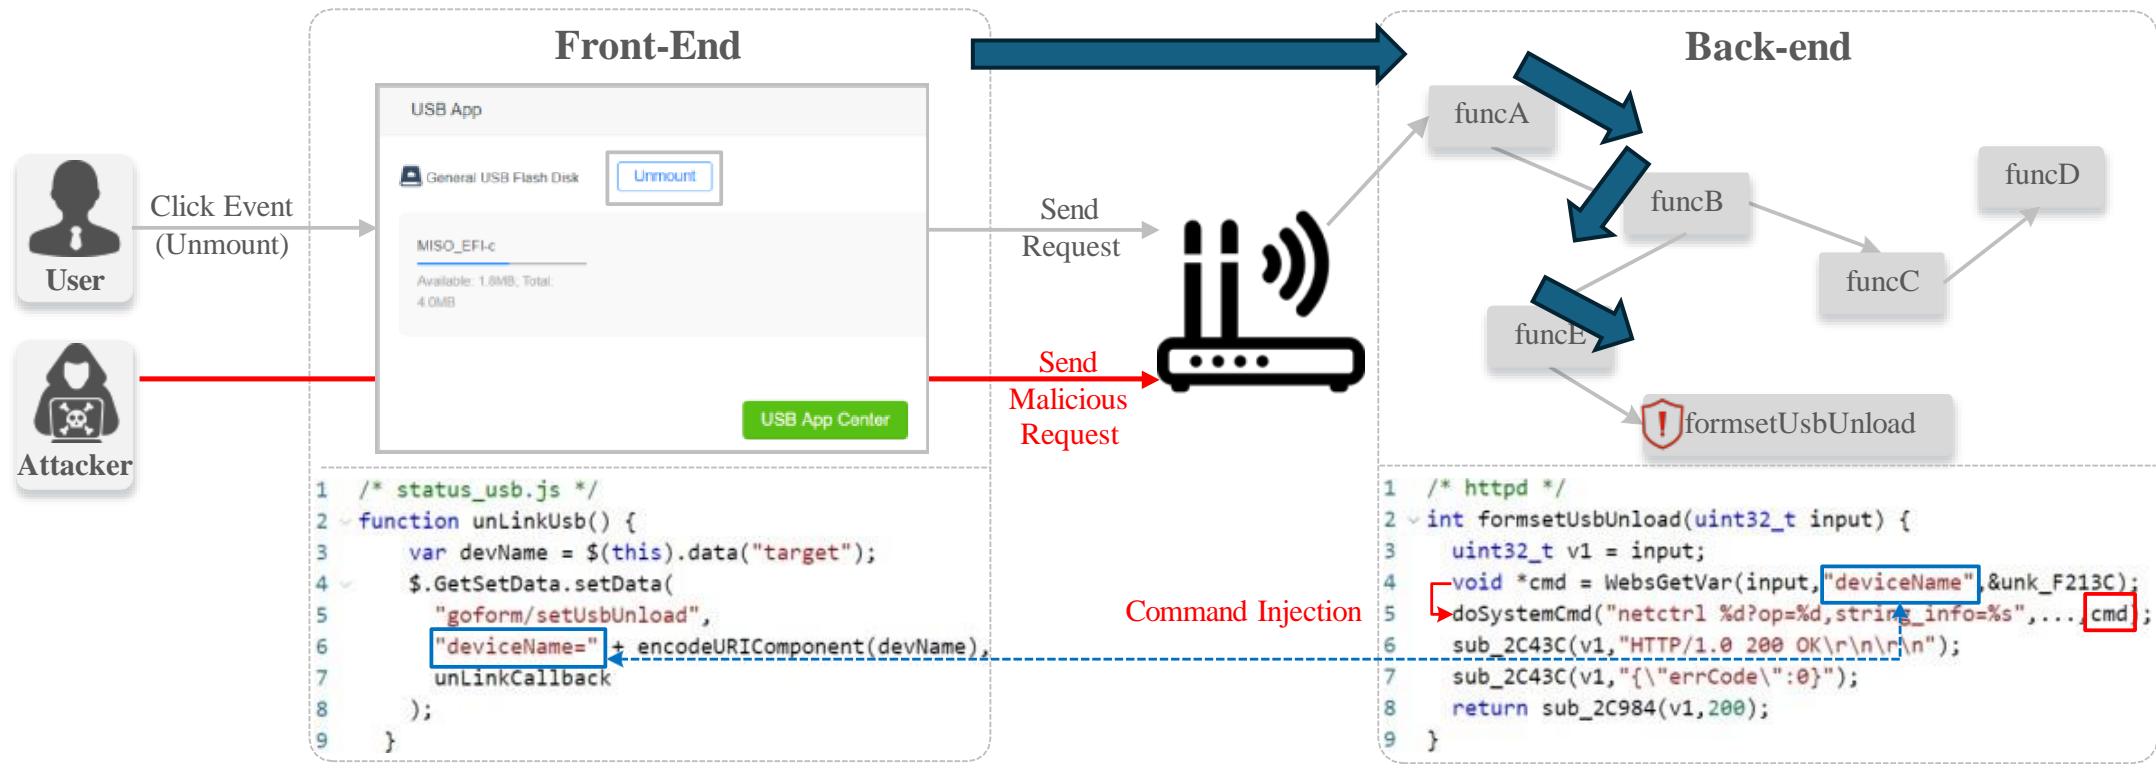 Front-End
Back-end
USB App
General USB Flash Disk
Unmount
MISO_EFI-c
Available: 1.8MB; Total:
4.0MB
USB App Center
User
Click Event
(Unmount)
Attacker
Send
Request
Send
Malicious
Request
funcA
funcB
funcC
funcD
funcE
formsetUsbUnload
1 /* status_usb.js */
2 function unLinkUsb() {
3 var devName = $(this).data("target");
4 $.GetSetData.setData(
5 "goform/setUsbUnload",
6 "deviceName=" + encodeURIComponent(devName),
7 unLinkCallback
8 );
9 }
Command Injection
1 /* httpd */
2 int formsetUsbUnload(uint32_t input) {
3 uint32_t v1 = input;
4 void *cmd = WebsGetVar(input,"deviceName",&unk_F213C);
5 doSystemCmd("netctrl %d?op=%d,string_info=%s",...,cmd);
6 sub_2C43C(v1,"HTTP/1.0 200 OK\r\n\r\n");
7 sub_2C43C(v1,"{\"errCode\":0}");
8 return sub_2C984(v1,200);
9 }